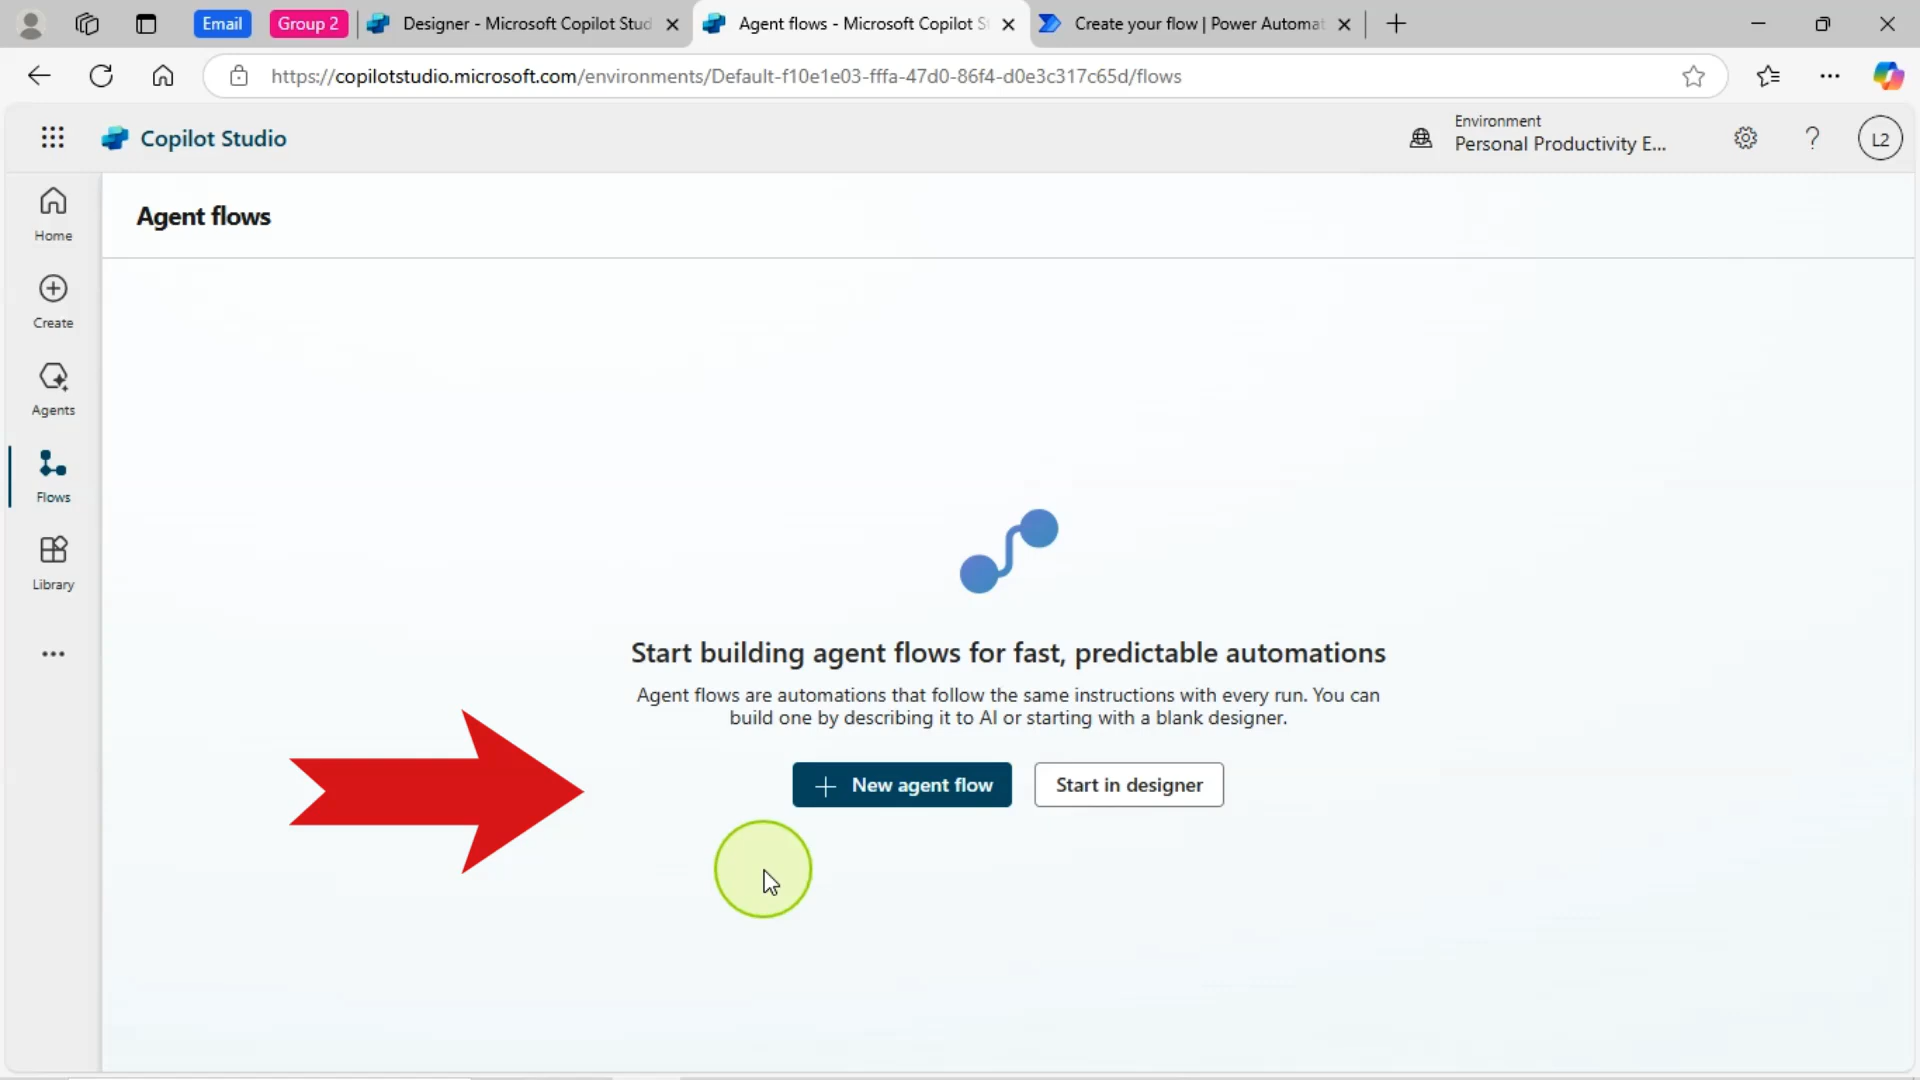 Email
Group 2
Designer - Microsoft Copilot Stud
Agent flows - Microsoft Copilot S
Create your flow | Power Automat
https://copilotstudio.microsoft.com/environments/Default-f10e1e03-fffa-47d0-86f4-d0e3c317c65d/flows
Copilot Studio
Environment
Personal Productivity E...
?
L2
Home
Create
Agents
Flows
Library
Agent flows
Start building agent flows for fast, predictable automations
Agent flows are automations that follow the same instructions with every run. You can
build one by describing it to AI or starting with a blank designer.
New agent flow
Start in designer